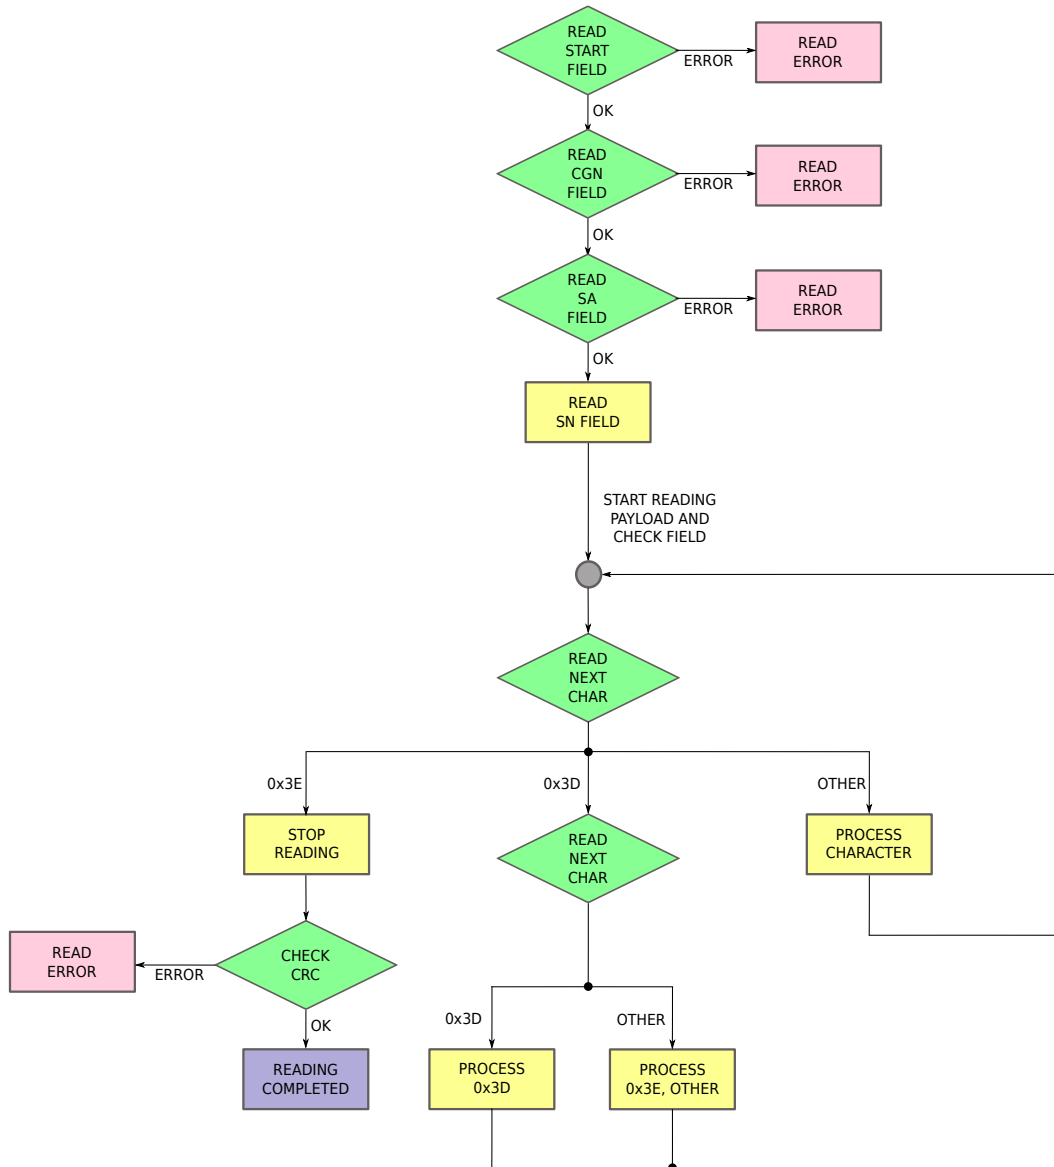 READ
START
FIELD
ERROR
READ
ERROR
OK
READ
CGN
FIELD
ERROR
READ
ERROR
OK
READ
SA
FIELD
ERROR
READ
ERROR
OK
READ
SN FIELD
START READING
PAYLOAD AND
CHECK FIELD
READ
NEXT
CHAR
0x3E
0x3D
OTHER
STOP
READING
READ
NEXT
CHAR
PROCESS
CHARACTER
READ
ERROR
ERROR
CHECK
CRC
OK
0x3D
OTHER
READING
COMPLETED
PROCESS
0x3D
PROCESS
0x3E, OTHER